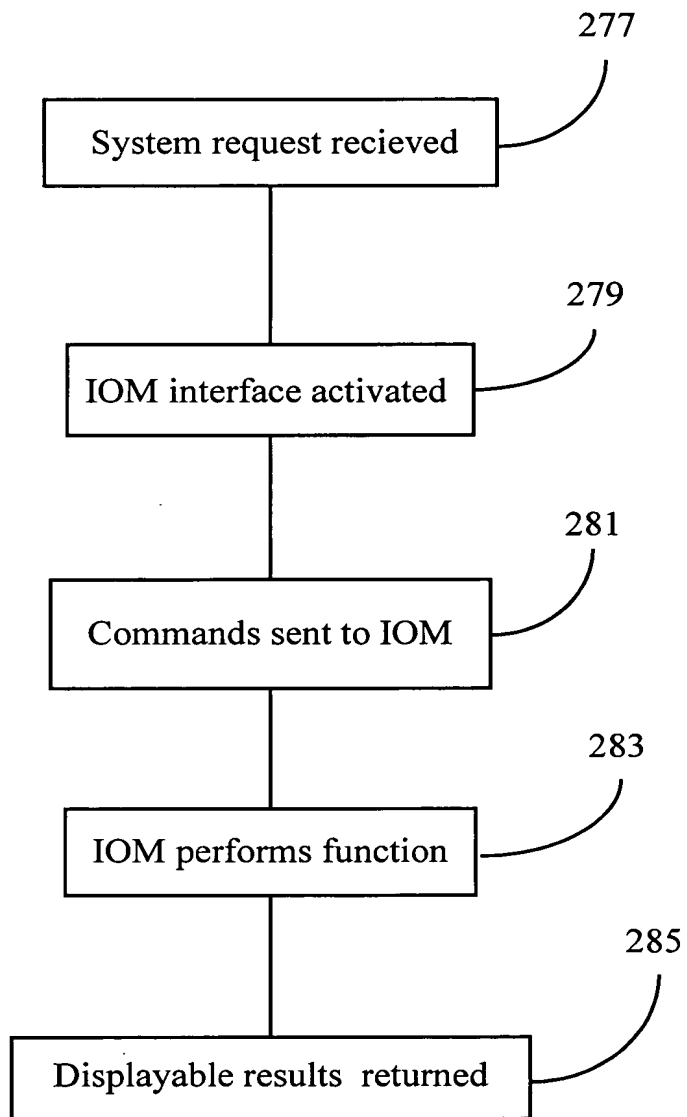 277
System request recieved
279
IOM interface activated
281
Commands sent to IOM
283
IOM performs function
285
Displayable results returned